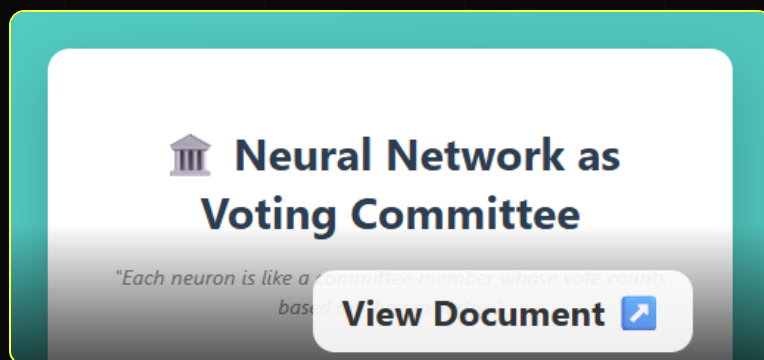 Neural Network as
Voting Committee
"Each neuron is like a committee member whose vote counts
based
View Document